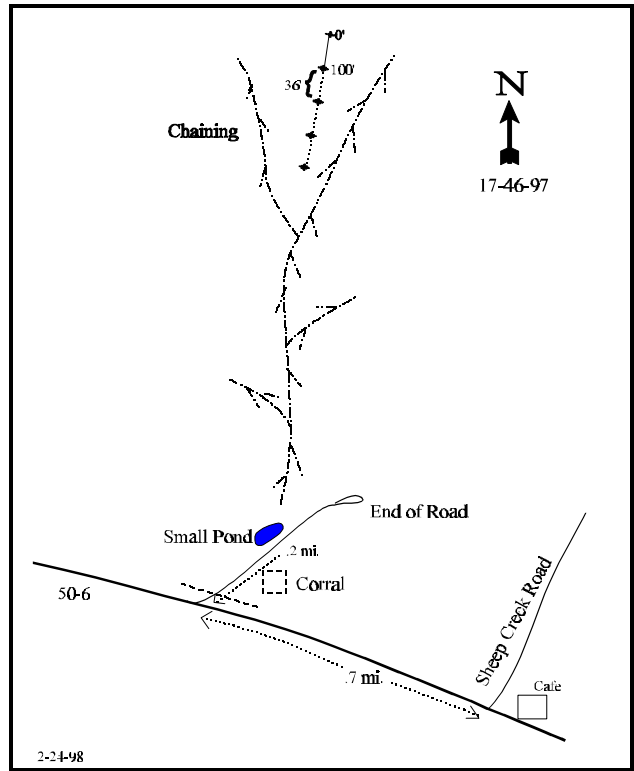 0'
100'
36'
Chaining
N
17-46-97
End of Road
Small Pond
.2 mi.
Corral
50-6
Sheep Creek Road
.7 mi.
Cafe
2-24-98